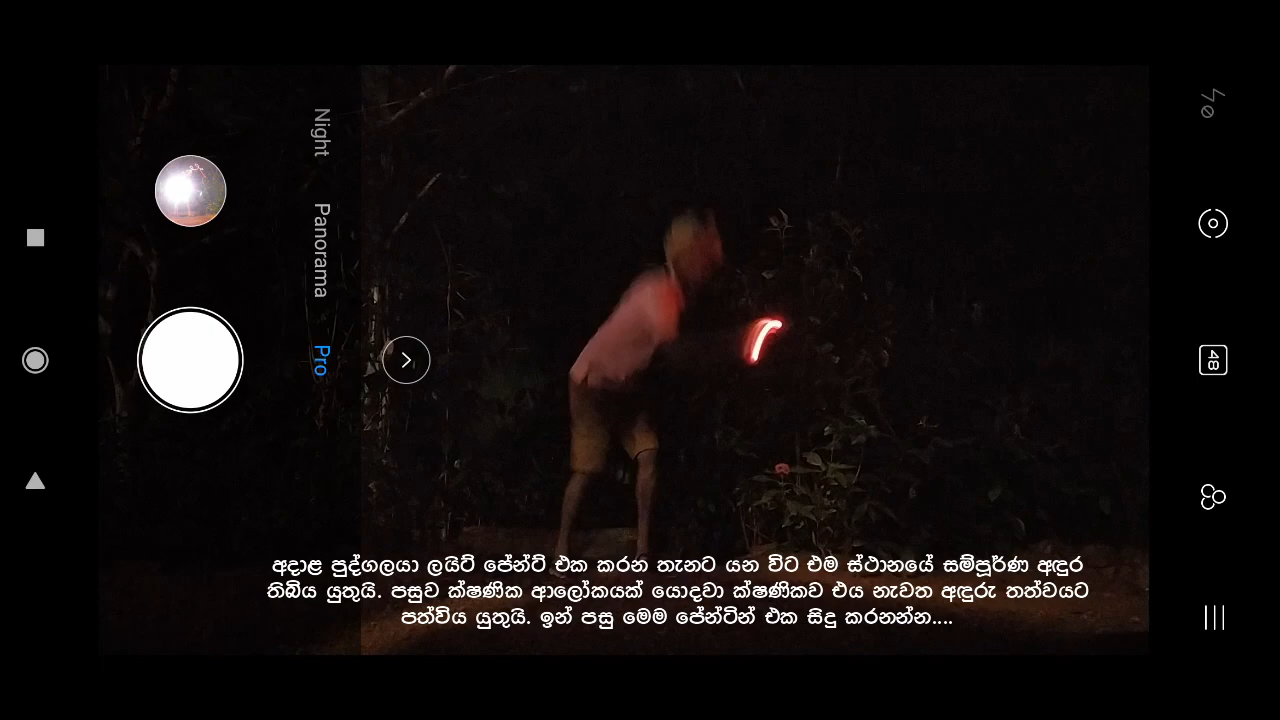 Night
Panorama
Pro
48
අදාළ පුද්ගලයා ලයිට් පේන්ට් එක කරන තැනට යන විට එම ස්ථානයේ සම්පූර්ණ අඳුර
තිබිය යුතුයි. පසුව ක්ෂණික ආලෝකයක් යොදවා ක්ෂණිකව එය නැවත අඳුරු තත්වයට
පත්විය යුතුයි. ඉන් පසු මෙම පේන්ටින් එක සිදු කරනන්න....